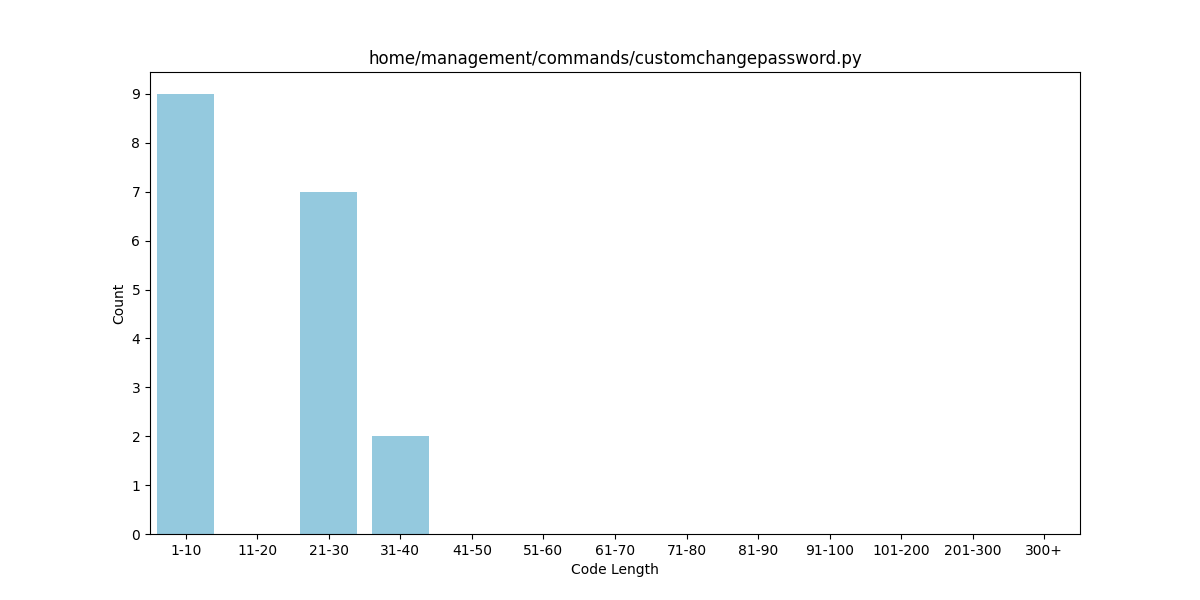 home/management/commands/customchangepassword.py
9
8
7
6
5
4
3
2
1
0
Count
1-10 11-20 21-30 31-40 41-50 51-60 61-70 71-80 81-90 91-100 101-200 201-300 300+
Code Length